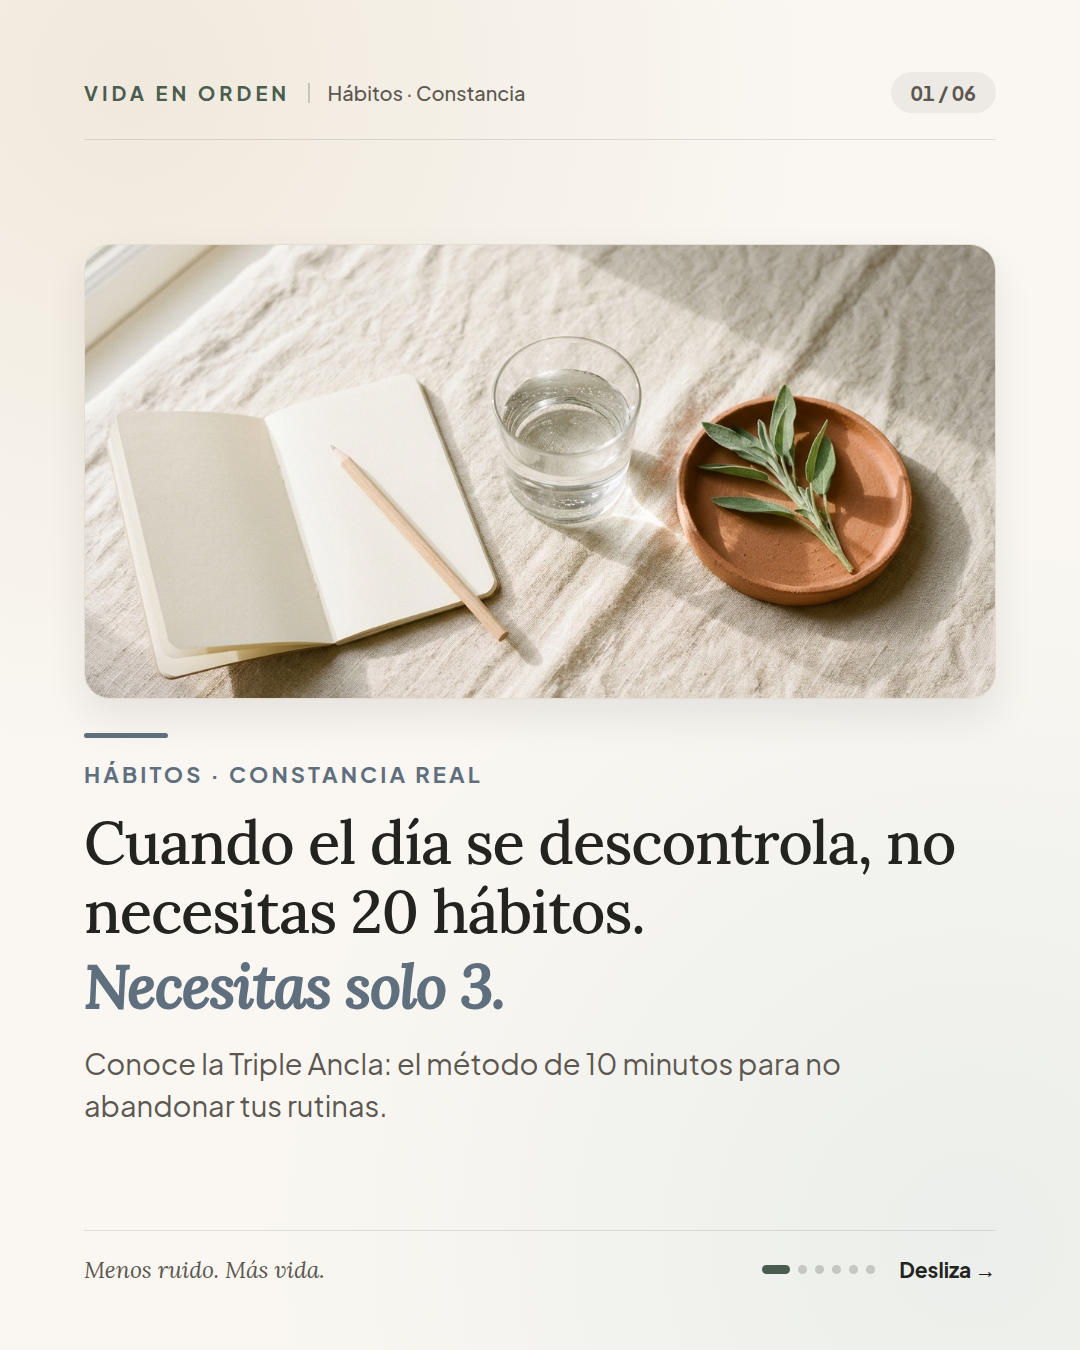 VIDA EN ORDEN | Hábitos · Constancia
01 / 06
HÁBITOS · CONSTANCIA REAL
Cuando el día se descontrola, no
necesitas 20 hábitos.
Necesitas solo 3.
Conoce la Triple Ancla: el método de 10 minutos para no
abandonar tus rutinas.
Menos ruido. Más vida.
Desliza →